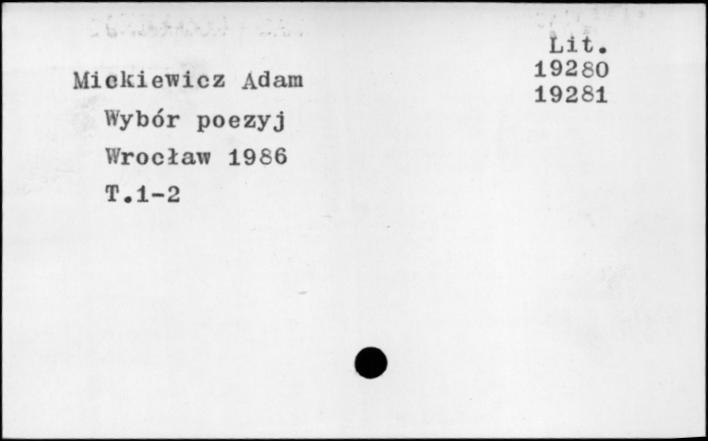 Lit.
19280
19281
Mickiewicz Adam
Wybór poezyj
Wrocław 1986
T.1-2